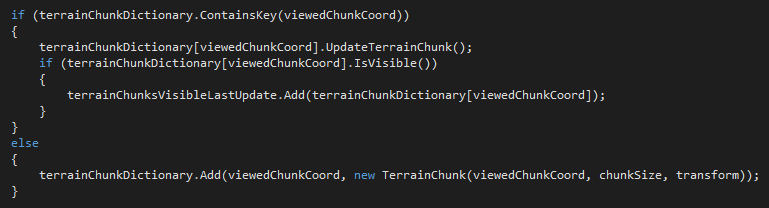 if (terrainChunkDictionary.ContainsKey(viewedChunkCoord))
{
    terrainChunkDictionary[viewedChunkCoord].UpdateTerrainChunk();
    if (terrainChunkDictionary[viewedChunkCoord].IsVisible())
    {
        terrainChunksVisibleLastUpdate.Add(terrainChunkDictionary[viewedChunkCoord]);
    }
}
else
{
    terrainChunkDictionary.Add(viewedChunkCoord, new TerrainChunk(viewedChunkCoord, chunkSize, transform));
}